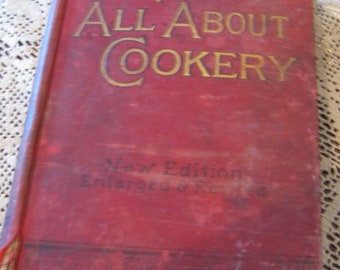 All About
Cookery
New Edition
Enlarged & Revised